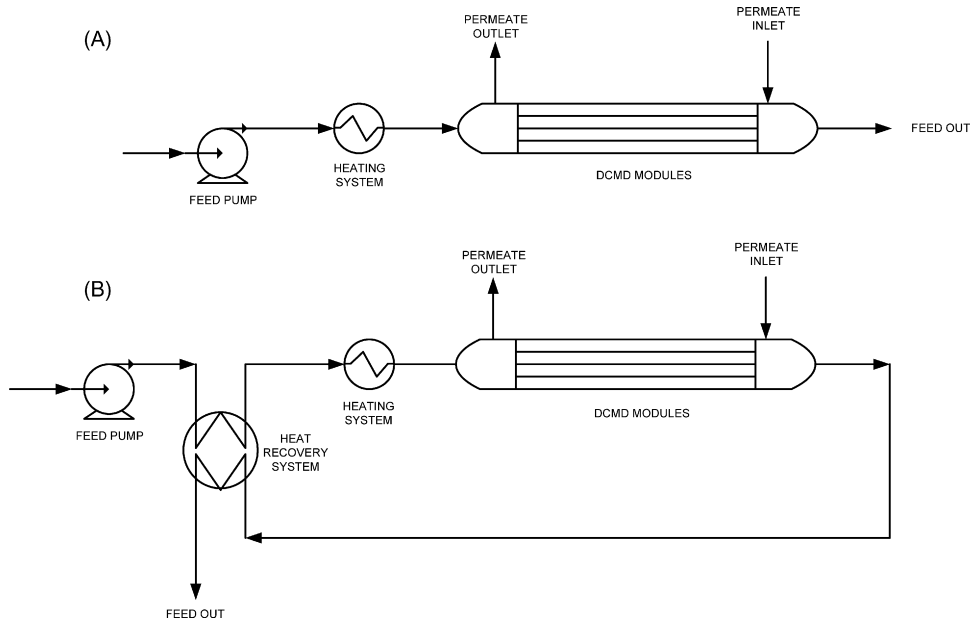 (A)
PERMEATE
OUTLET
PERMEATE
INLET
FEED OUT
HEATING
SYSTEM
DCMD MODULES
FEED PUMP
(B)
PERMEATE
OUTLET
PERMEATE
INLET
HEATING
SYSTEM
DCMD MODULES
FEED PUMP
HEAT
RECOVERY
SYSTEM
FEED OUT